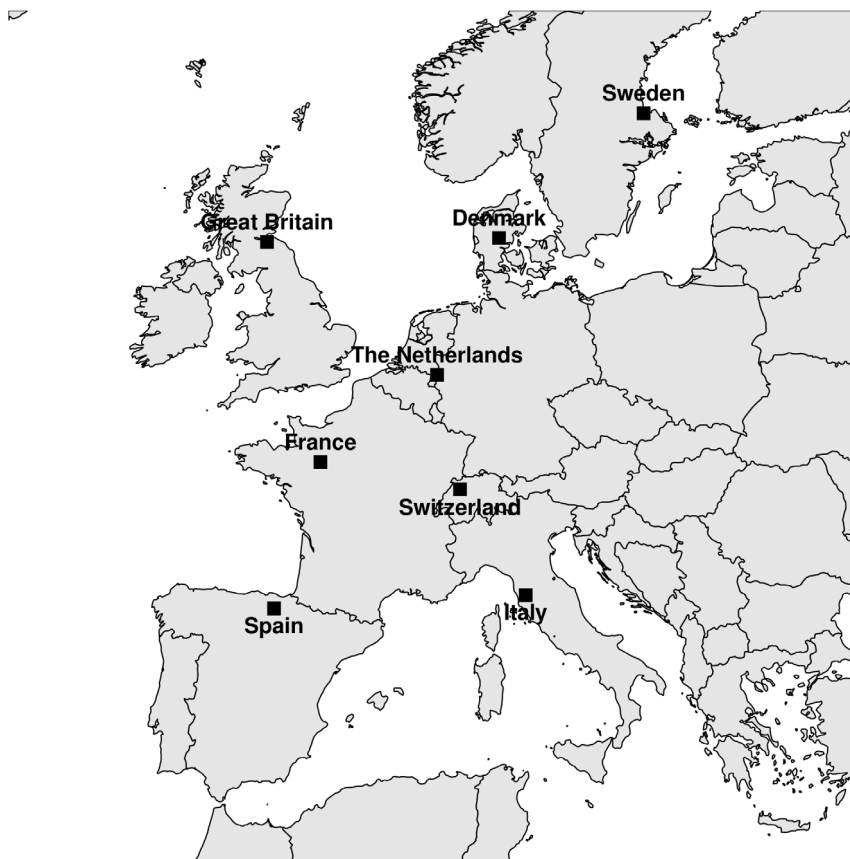 Sweden
Great Britain
Denmark
The Netherlands
France
Switzerland
Italy
Spain